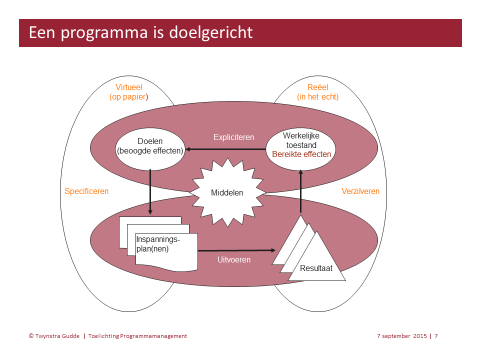 Een programma is doelgericht
Virtueel
(op papier)
Reëel
(in het echt)
Expliciteren
Doelen
(beoogde effecten)
Werkelijke
toestand
Bereikte effecten
Specificeren
Middelen
Verzilveren
Inspannings-
plan(nen)
Uitvoeren
Resultaat
© Twynstra Gudde | Toelichting Programmamanagement
7 september 2015 | 7